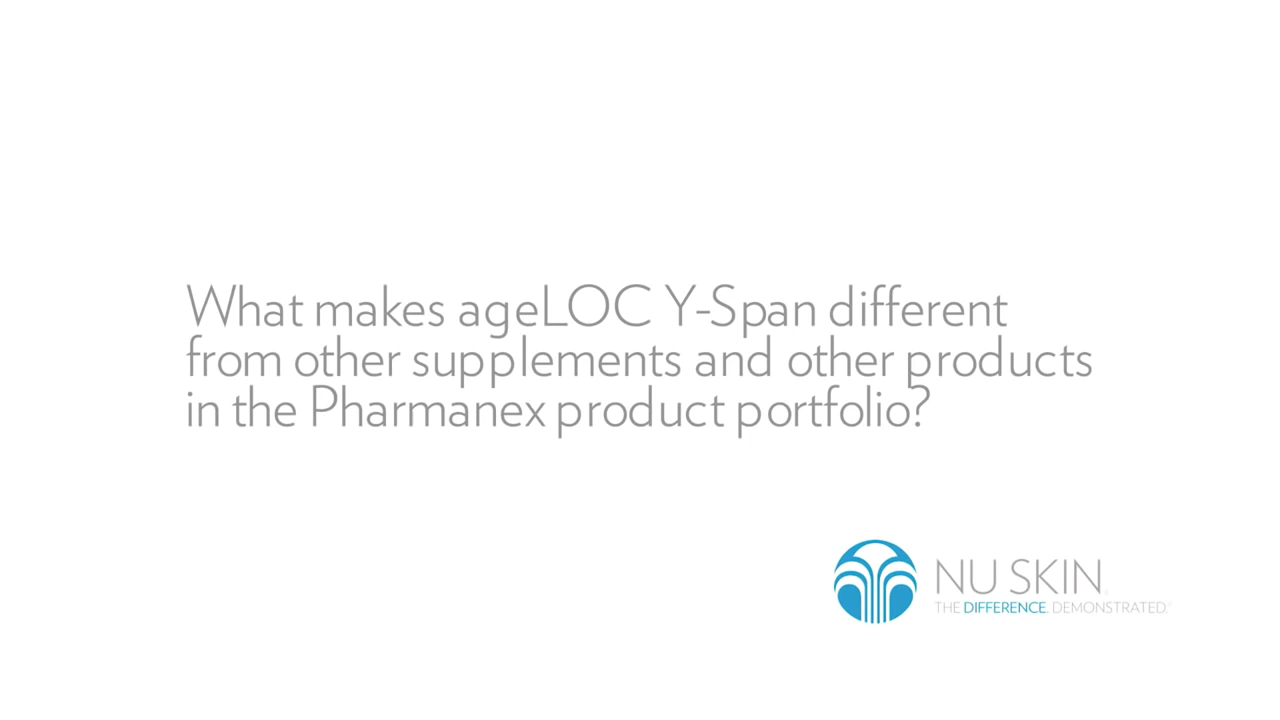 What makes ageLOC Y-Span different
from other supplements and other products
in the Pharmanex product portfolio?
NU SKIN®
THE DIFFERENCE. DEMONSTRATED.®